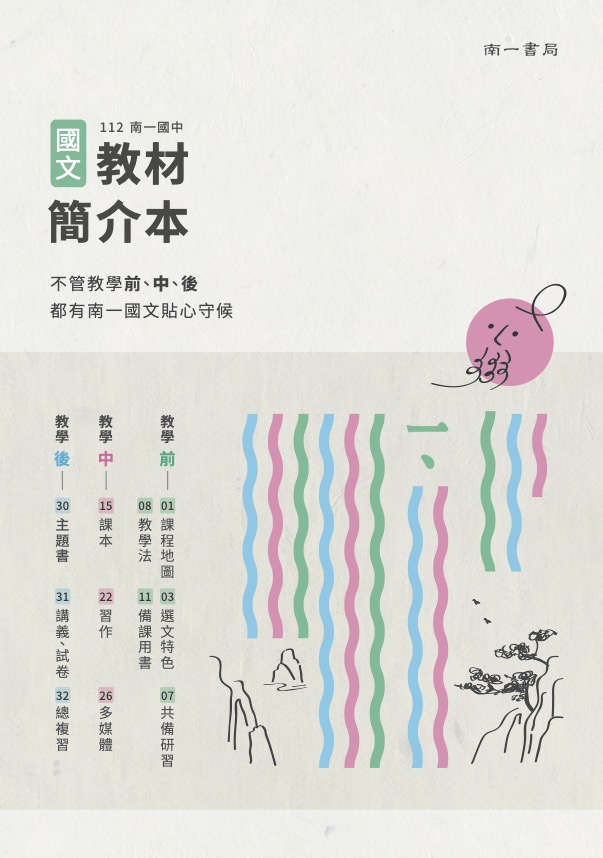 南一書局
國文
112 南一國中
教材
簡介本
不管教學前、中、後
都有南一國文貼心守候
一、
教學前
01 課程地圖
03 選文特色
07 共備研習
08 教學法
11 備課用書
教學中
15 課本
22 習作
26 多媒體
教學後
30 主題書
31 講義、試卷
32 總複習